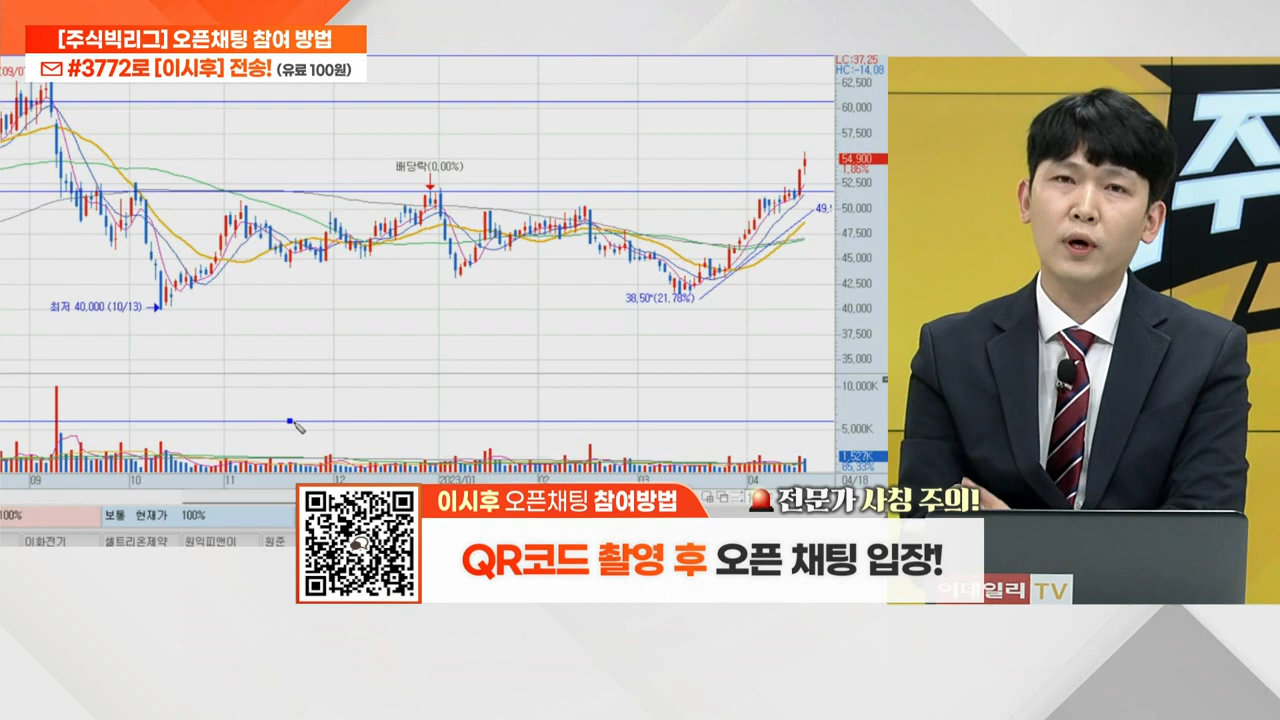 [주식빅리그] 오픈채팅 참여 방법
#3772로 [이시후] 전송! (유료 100원)
LC:37,25
HC:-14,08
62,500
60,000
57,500
54,900
1,86%
52,500
50,000
47,500
45,000
42,500
40,000
37,500
35,000
10,000K
5,000K
1,527K
85,33%
배당락(0,00%)
최저 40,000 (10/13)
38,50*(21,78%)
09
10
11
12
2023/01
02
03
04
04/18
100%
보통 현재가 100%
이화전기
셀트리온제약
원익피앤이
원준
이시후 오픈채팅 참여방법
전문가 사칭 주의!
QR코드 촬영 후 오픈 채팅 입장!
이데일리 TV
주